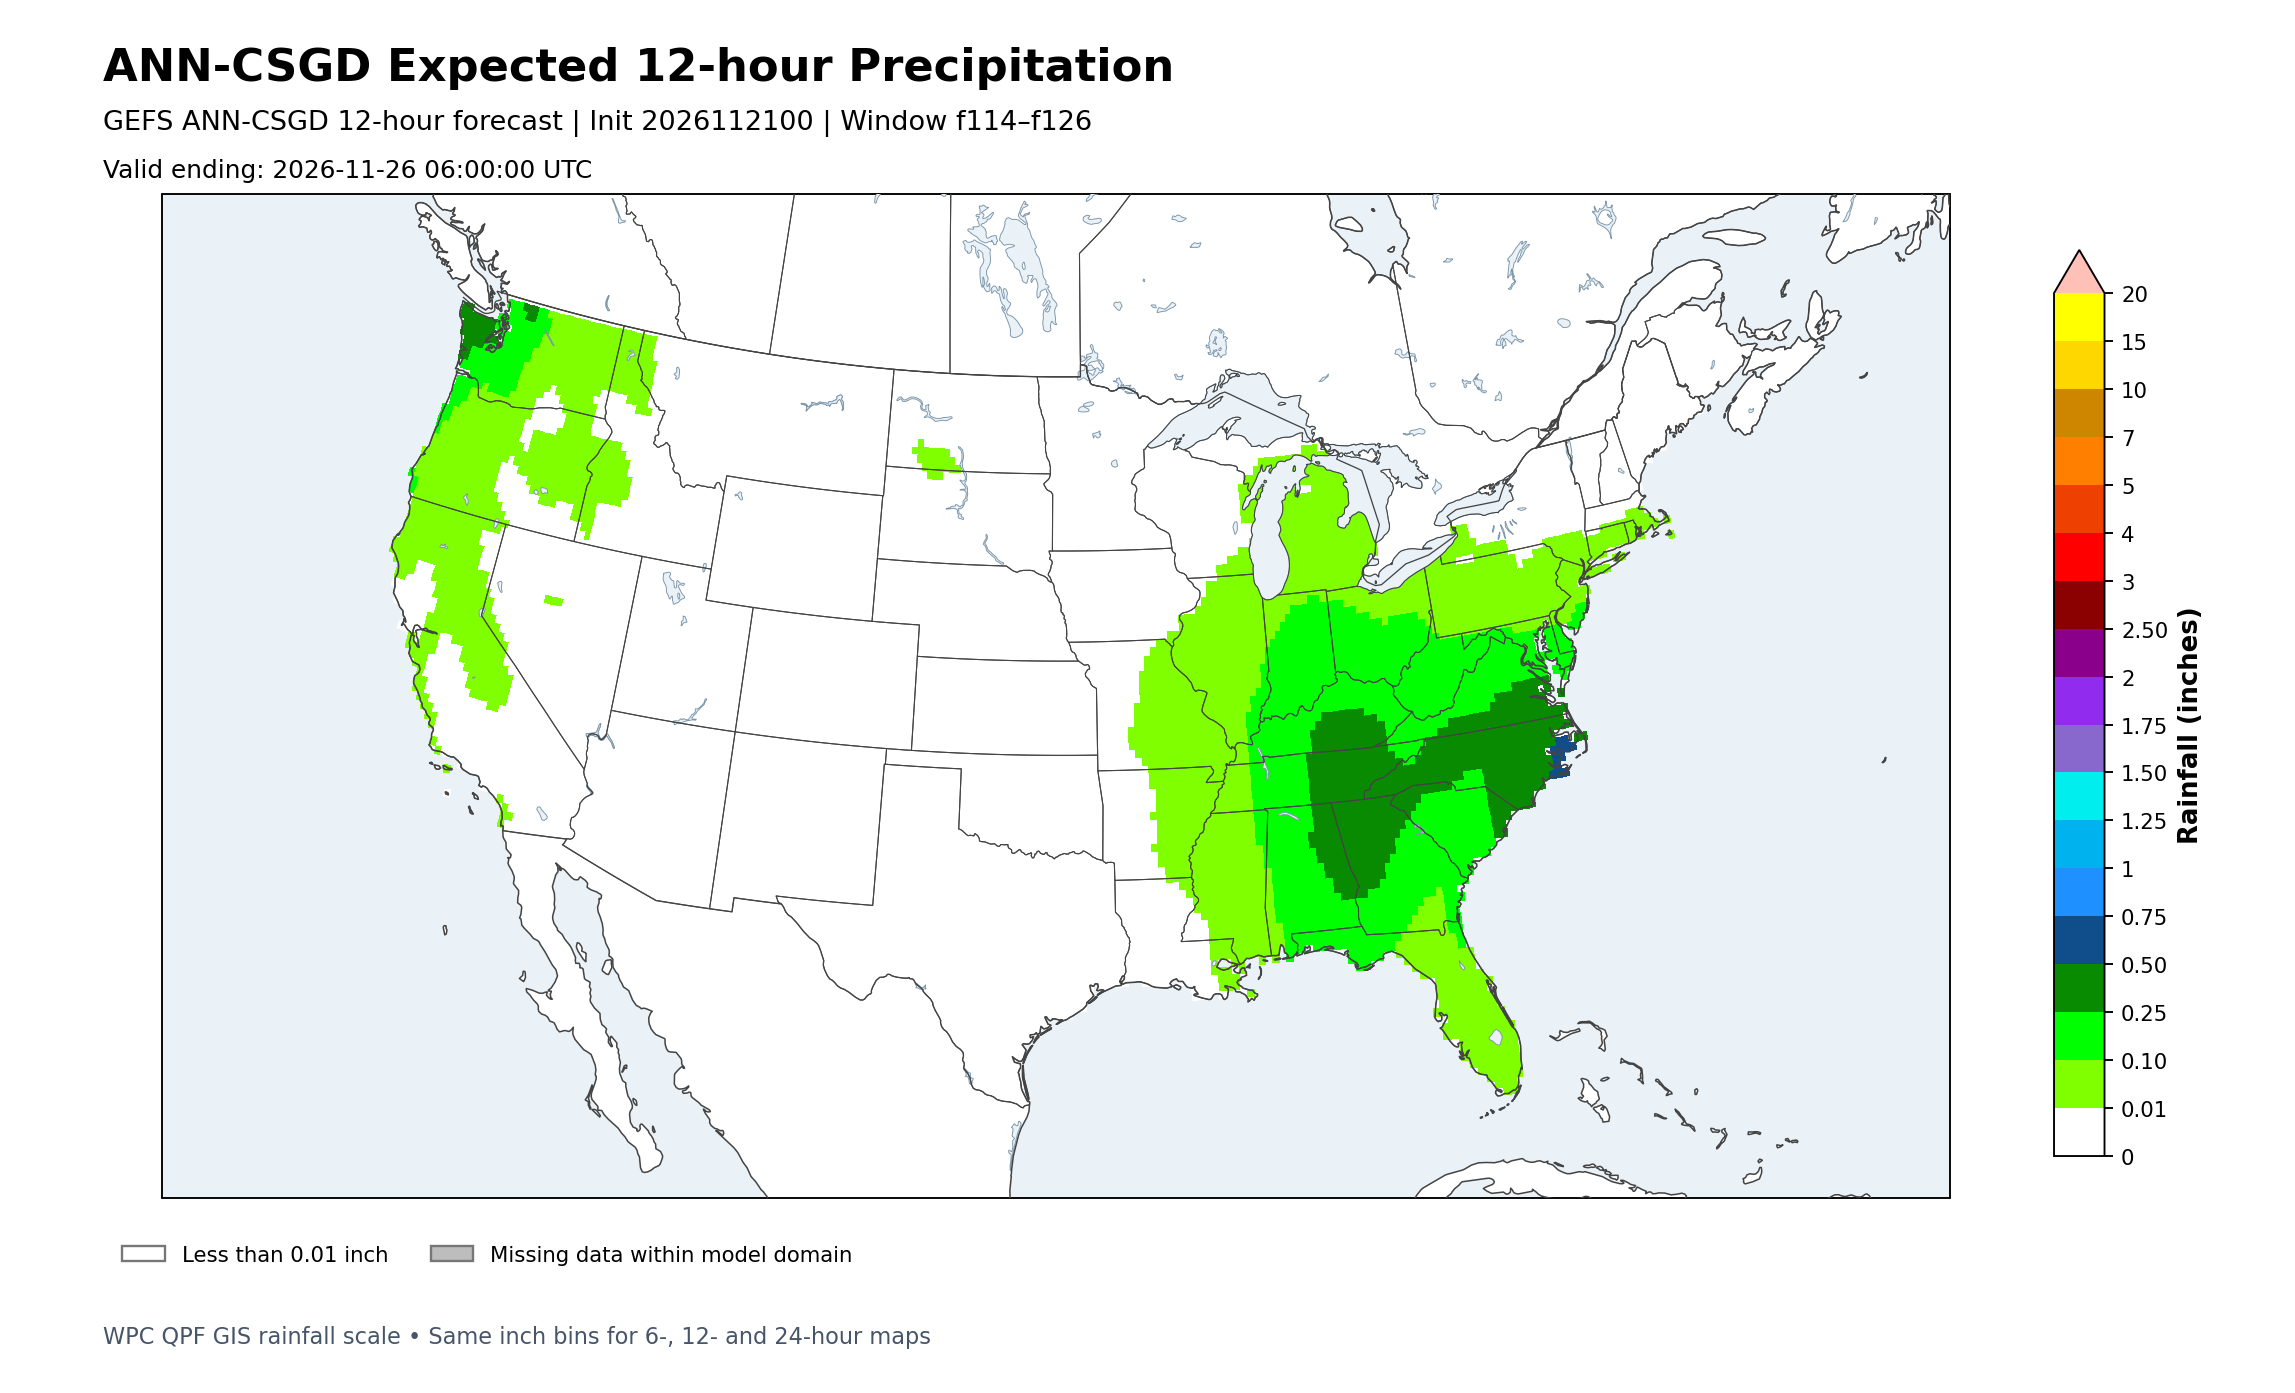 ANN-CSGD Expected 12-hour Precipitation
GEFS ANN-CSGD 12-hour forecast | Init 2026112100 | Window f114–f126
Valid ending: 2026-11-26 06:00:00 UTC
20
15
10
7
5
4
3
2.50
2
1.75
1.50
1.25
1
0.75
0.50
0.25
0.10
0.01
0
Rainfall (inches)
Less than 0.01 inch
Missing data within model domain
WPC QPF GIS rainfall scale • Same inch bins for 6-, 12- and 24-hour maps